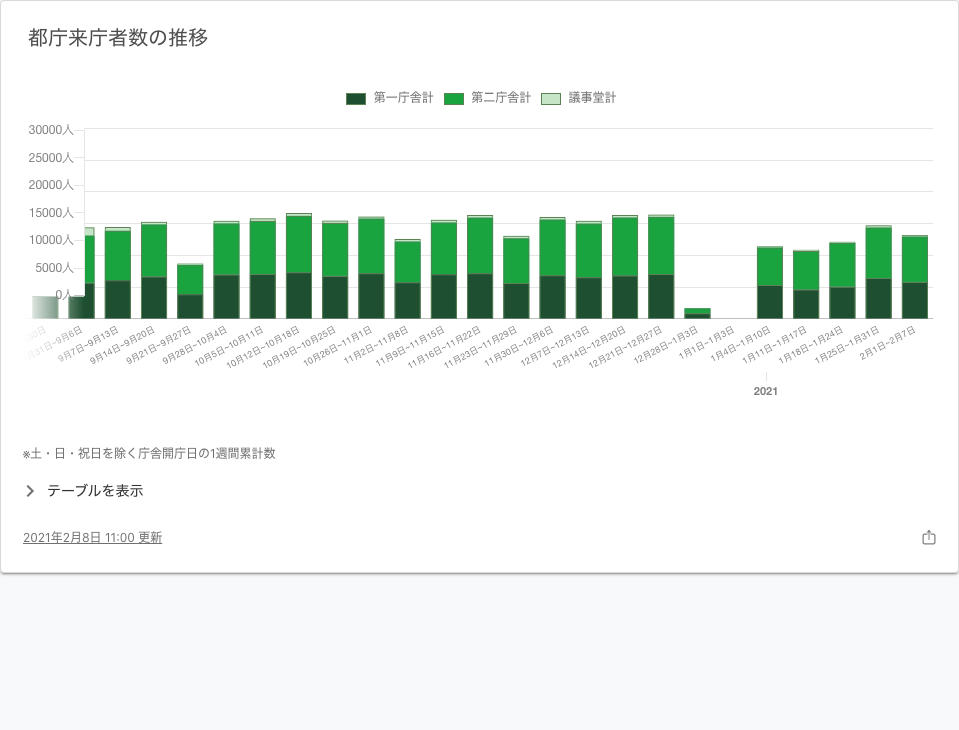 都庁来庁者数の推移
第一庁舎計 第二庁舎計 議事堂計
30000人
25000人
20000人
15000人
10000人
5000人
0人
9月7日~9月13日
9月14日~9月20日
9月21日~9月27日
9月28日~10月4日
10月5日~10月11日
10月12日~10月18日
10月19日~10月25日
10月26日~11月1日
11月2日~11月8日
11月9日~11月15日
11月16日~11月22日
11月23日~11月29日
11月30日~12月6日
12月7日~12月13日
12月14日~12月20日
12月21日~12月27日
12月28日~1月3日
1月1日~1月3日
1月4日~1月10日
1月11日~1月17日
1月18日~1月24日
1月25日~1月31日
2月1日~2月7日
2021
※土・日・祝日を除く庁舎開庁日の1週間累計数
テーブルを表示
2021年2月8日 11:00 更新